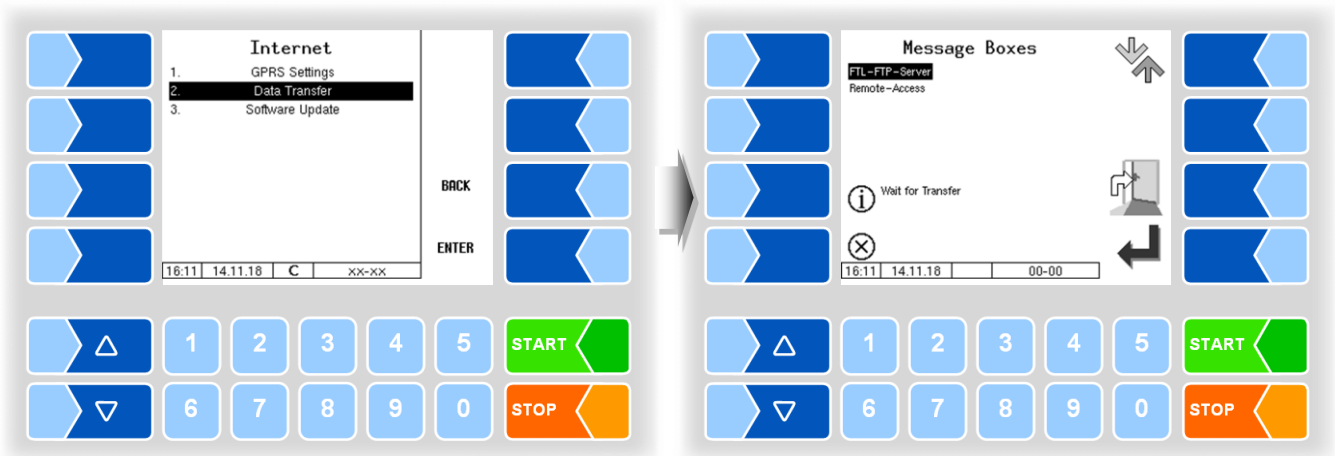 Internet
1. GPRS Settings
2. Data Transfer
3. Software Update
BACK
ENTER
16:11 14.11.18 C xx-xx
1 2 3 4 5 START
6 7 8 9 0 STOP
Message Boxes
FTL-FTP-Server
Remote-Access
Wait for Transfer
16:11 14.11.18 00-00
1 2 3 4 5 START
6 7 8 9 0 STOP